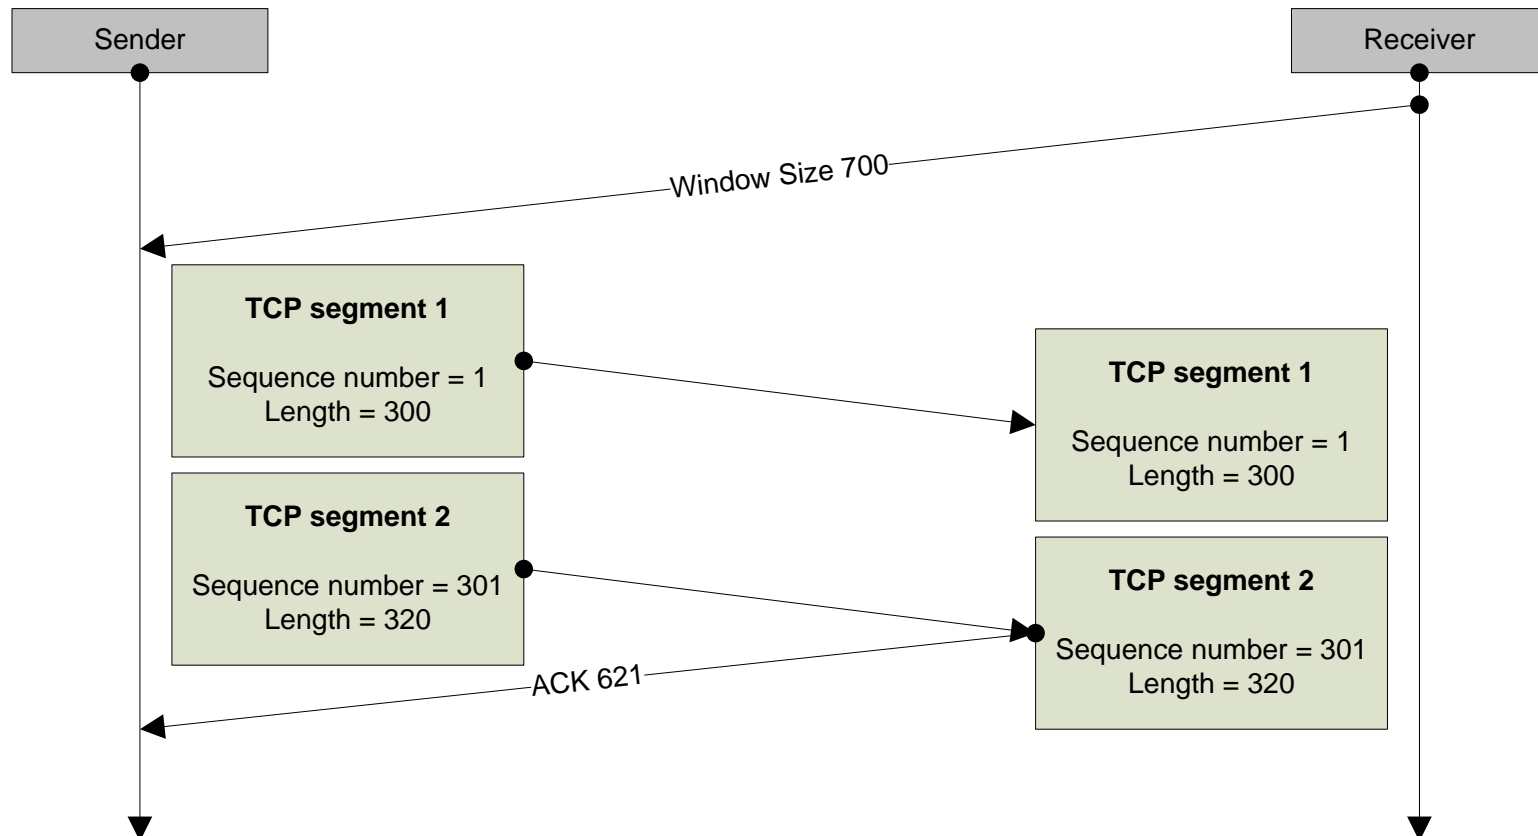 Sender
Receiver
Window Size 700
TCP segment 1
Sequence number = 1
Length = 300
TCP segment 1
Sequence number = 1
Length = 300
TCP segment 2
Sequence number = 301
Length = 320
TCP segment 2
Sequence number = 301
Length = 320
ACK 621